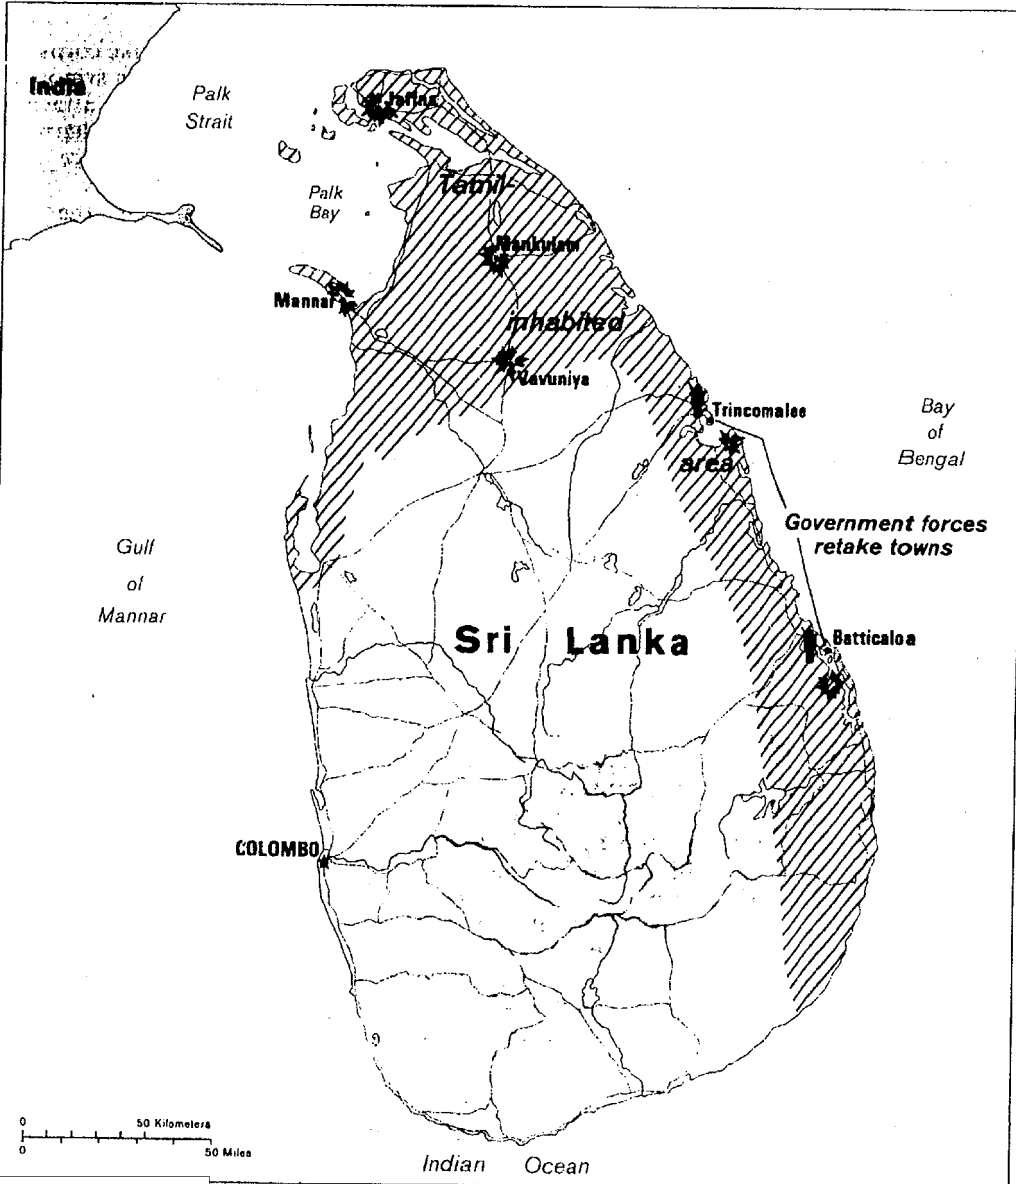 India
Palk
Strait
Jaffna
Palk
Bay
Tamil-
Mankulam
Mannar
inhabited
Vavuniya
Trincomalee
Bay
of
Bengal
area
Government forces
retake towns
Gulf
of
Mannar
Sri Lanka
Batticaloa
COLOMBO
0 50 Kilometers
0 50 Miles
Indian Ocean